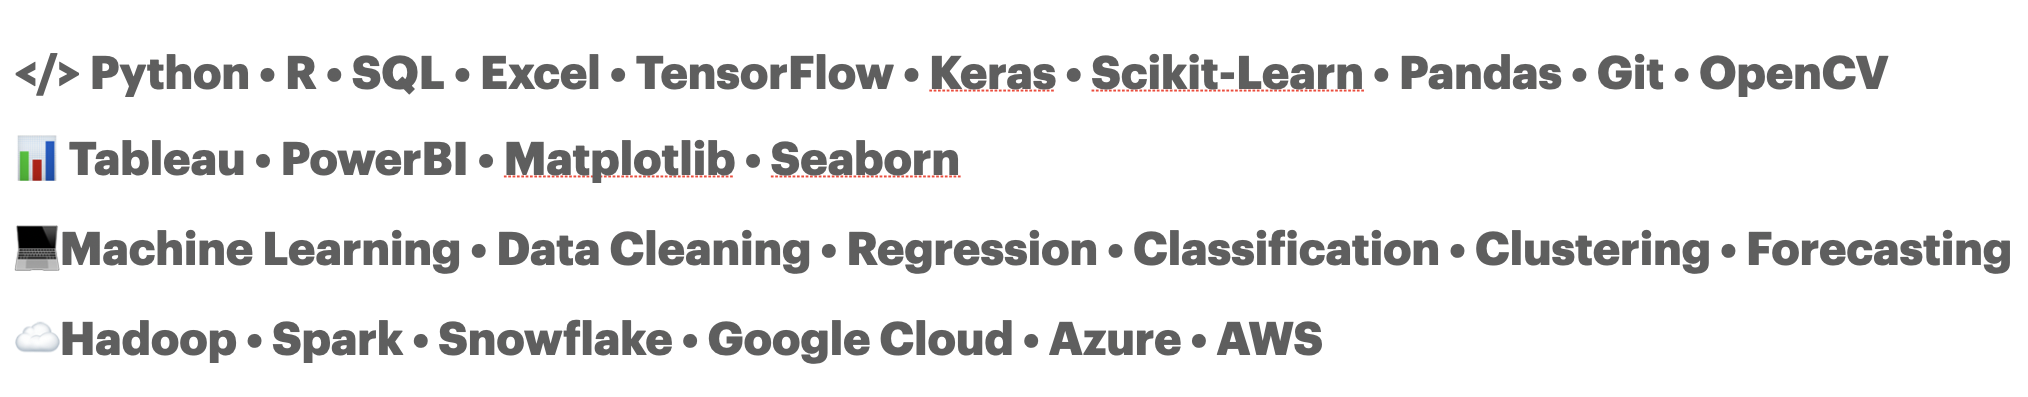 </> Python • R • SQL • Excel • TensorFlow • Keras • Scikit-Learn • Pandas • Git • OpenCV
📊 Tableau • PowerBI • Matplotlib • Seaborn
💻Machine Learning • Data Cleaning • Regression • Classification • Clustering • Forecasting
☁️Hadoop • Spark • Snowflake • Google Cloud • Azure • AWS